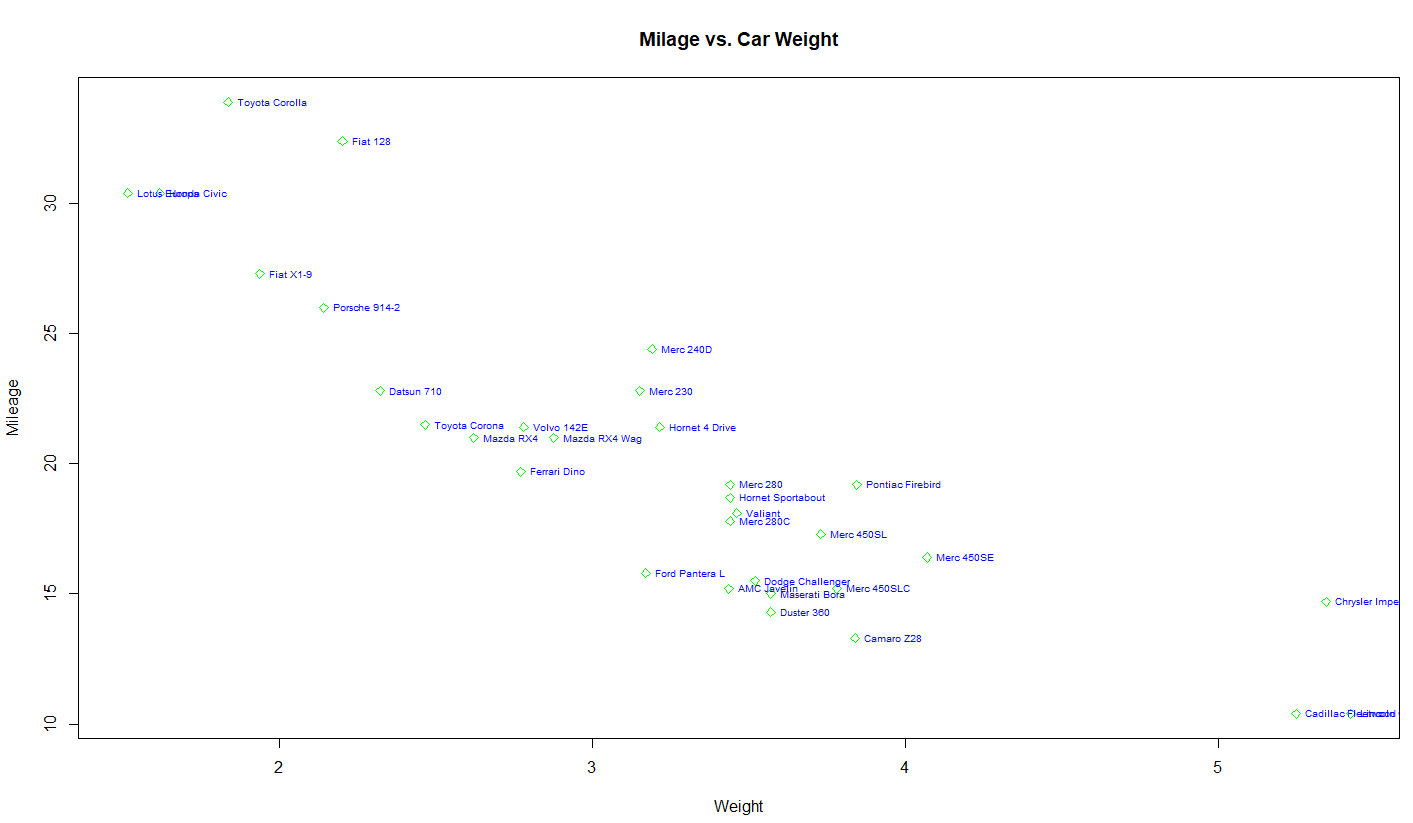 Milage vs. Car Weight
Toyota Corolla
Fiat 128
Lotus Europa
Honda Civic
30
Fiat X1-9
Porsche 914-2
25
Merc 240D
Datsun 710
Merc 230
Mileage
Toyota Corona
Volvo 142E
Hornet 4 Drive
Mazda RX4
Mazda RX4 Wag
20
Ferrari Dino
Merc 280
Pontiac Firebird
Hornet Sportabout
Valiant
Merc 280C
Merc 450SL
Merc 450SE
Ford Pantera L
Dodge Challenger
AMC Javelin
Merc 450SLC
15
Maserati Bora
Chrysler Impe
Duster 360
Camaro Z28
10
Cadillac Fleetwood
Lincoln
2
3
4
5
Weight